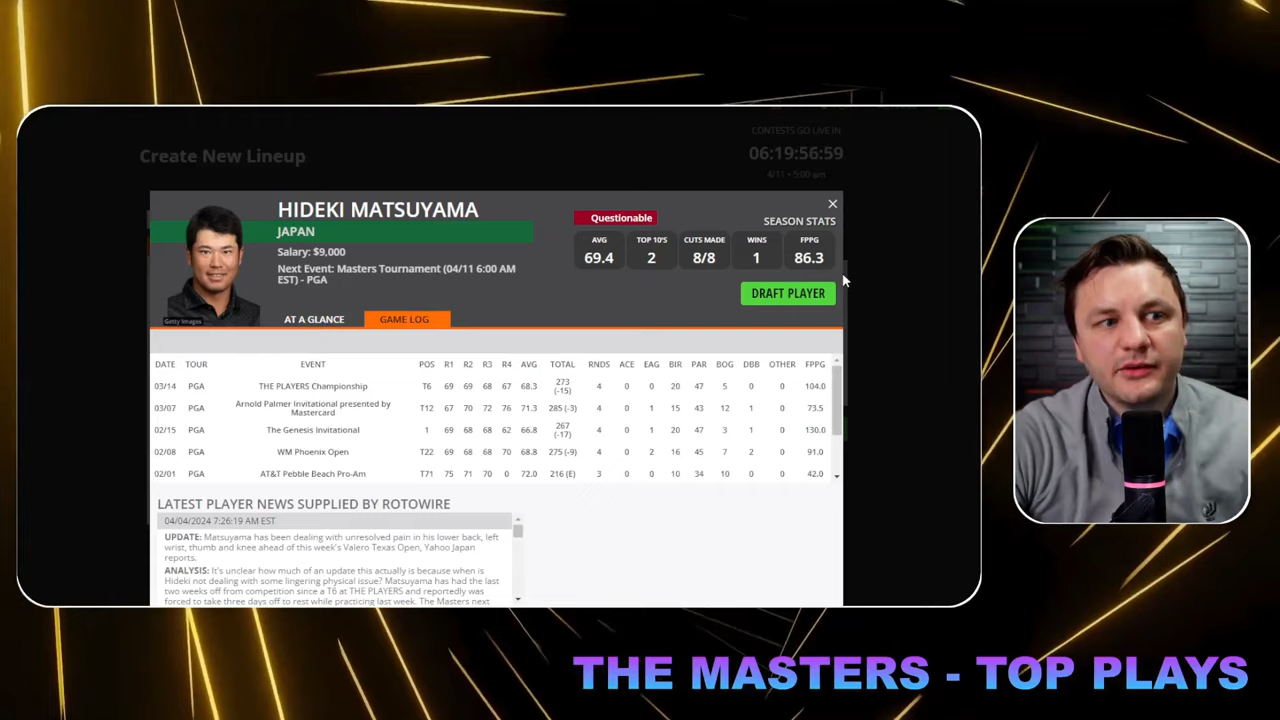 CONTESTS GO LIVE IN
Create New Lineup
06:19:56:59
4/11 • 5:00 am
HIDEKI MATSUYAMA
JAPAN
Salary: $9,000
Next Event: Masters Tournament (04/11 6:00 AM
EST) - PGA
Getty Images
AT A GLANCE
GAME LOG
Questionable
SEASON STATS
AVG TOP 10'S CUTS MADE WINS FPPG
69.4 2 8/8 1 86.3
DRAFT PLAYER
DATE TOUR EVENT POS R1 R2 R3 R4 AVG TOTAL RNDS ACE EAG BIR PAR BOG DBB OTHER FPPG
03/14 PGA THE PLAYERS Championship T6 69 69 68 67 68.3 273 (-15) 4 0 0 20 47 5 0 0 104.0
03/07 PGA Arnold Palmer Invitational presented by Mastercard T12 67 70 72 76 71.3 285 (-3) 4 0 1 15 43 12 1 0 73.5
02/15 PGA The Genesis Invitational 1 69 68 68 62 66.8 267 (-17) 4 0 1 20 47 3 1 0 130.0
02/08 PGA WM Phoenix Open T22 68 69 68 70 68.8 275 (-9) 4 0 2 16 45 7 2 0 91.0
02/01 PGA AT&T Pebble Beach Pro-Am T71 75 71 70 0 72.0 216 (E) 3 0 0 10 34 10 0 0 42.0
LATEST PLAYER NEWS SUPPLIED BY ROTOWIRE
04/04/2024 7:26:19 AM EST
UPDATE: Matsuyama has been dealing with unresolved pain in his lower back, left
wrist, thumb and knee ahead of this week's Valero Texas Open, Yahoo Japan
reports.
ANALYSIS: It's unclear how much of an update this actually is because when is
Hideki not dealing with some lingering physical issue? Matsuyama has had the last
two weeks off from competition since a T6 at THE PLAYERS and reportedly was
forced to take three days off to rest while practicing last week. The Masters next
THE MASTERS - TOP PLAYS